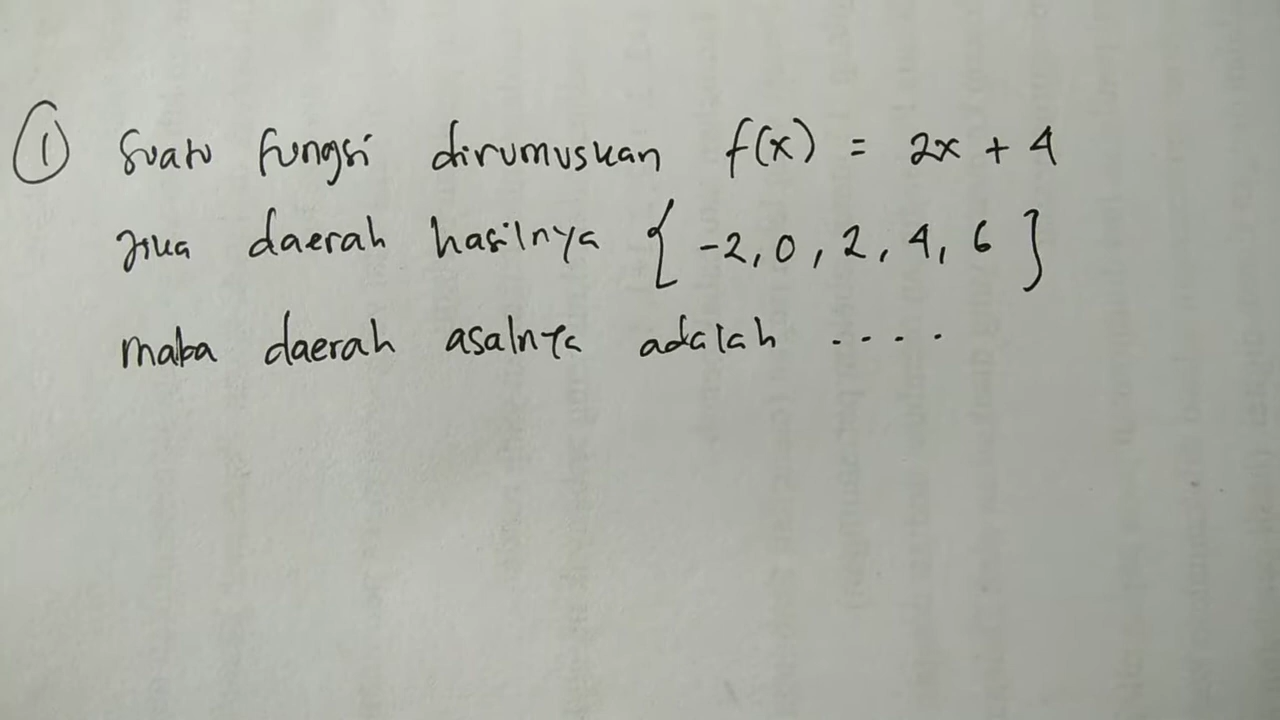 ① Suatu fungsi dirumuskan f(x) = 2x + 4
jika daerah hasilnya { -2, 0, 2, 4, 6 }
maka daerah asalnya adalah ....